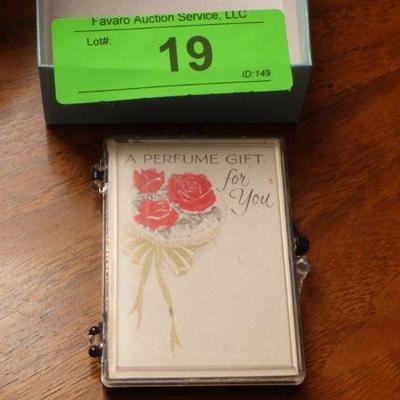 Favaro Auction Service, LLC
Lot#:
19
ID:149
A PERFUME GIFT
for
You